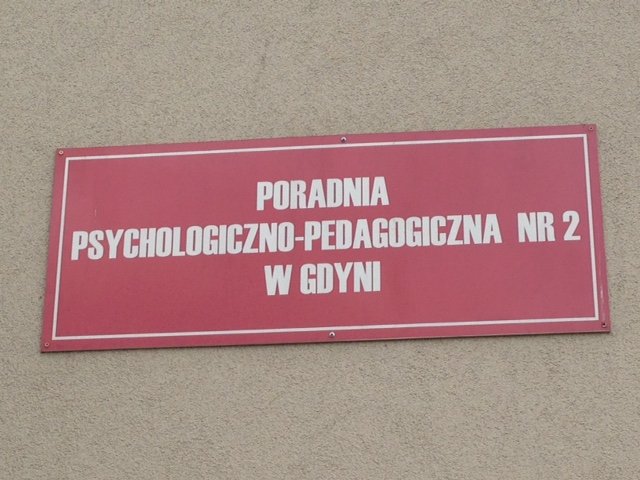 PORADNIA
PSYCHOLOGICZNO-PEDAGOGICZNA NR 2
W GDYNI